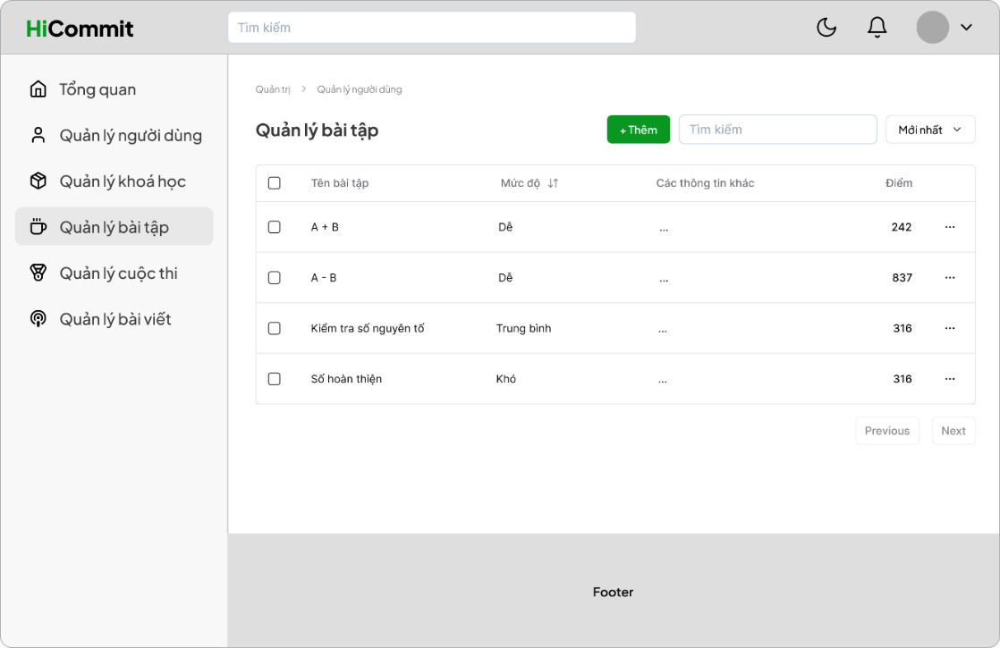 HiCommit
Tìm kiếm
Tổng quan
Quản lý người dùng
Quản lý khoá học
Quản lý bài tập
Quản lý cuộc thi
Quản lý bài viết
Quản trị > Quản lý người dùng
Quản lý bài tập
+ Thêm
Tìm kiếm
Mới nhất
Tên bài tập Mức độ Các thông tin khác Điểm
A + B Dễ ... 242 ...
A - B Dễ ... 837 ...
Kiểm tra số nguyên tố Trung bình ... 316 ...
Số hoàn thiện Khó ... 316 ...
Previous Next
Footer